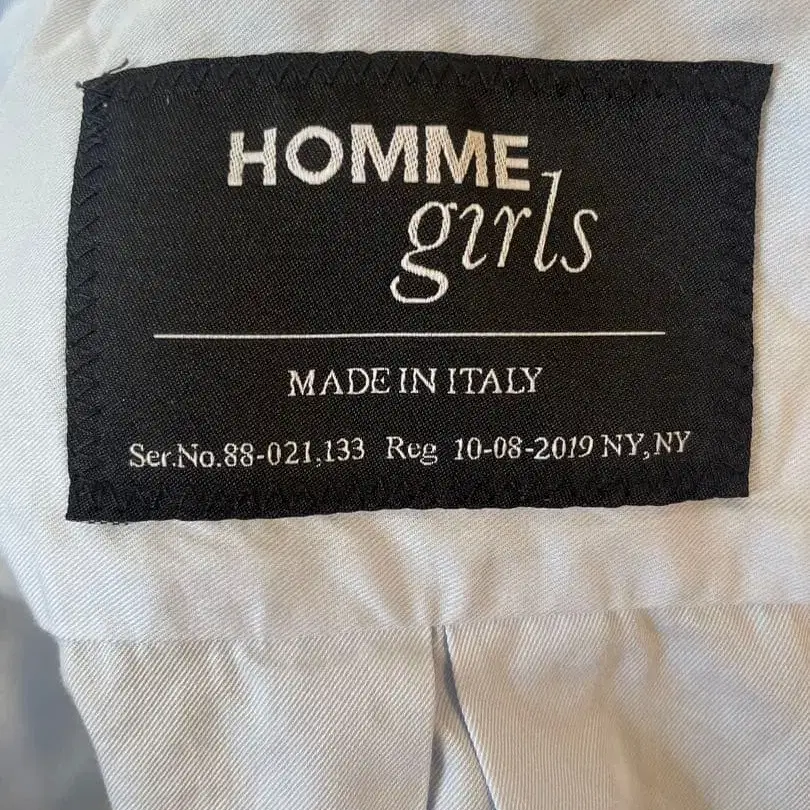 HOMME
girls
MADE IN ITALY
Ser.No.88-021,133 Reg 10-08-2019 NY,NY